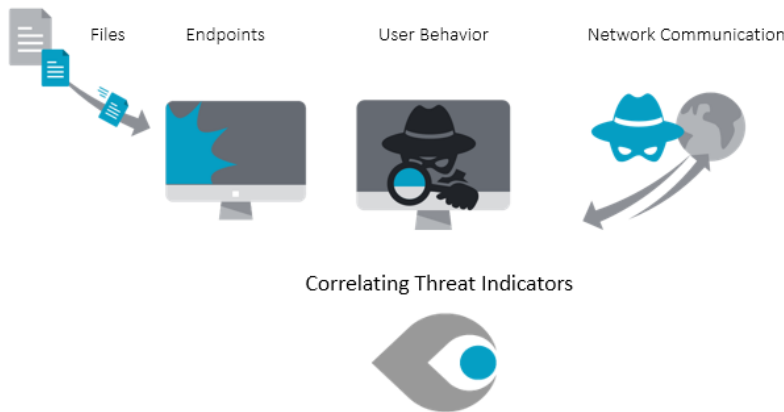 Files
Endpoints
User Behavior
Network Communication
Correlating Threat Indicators